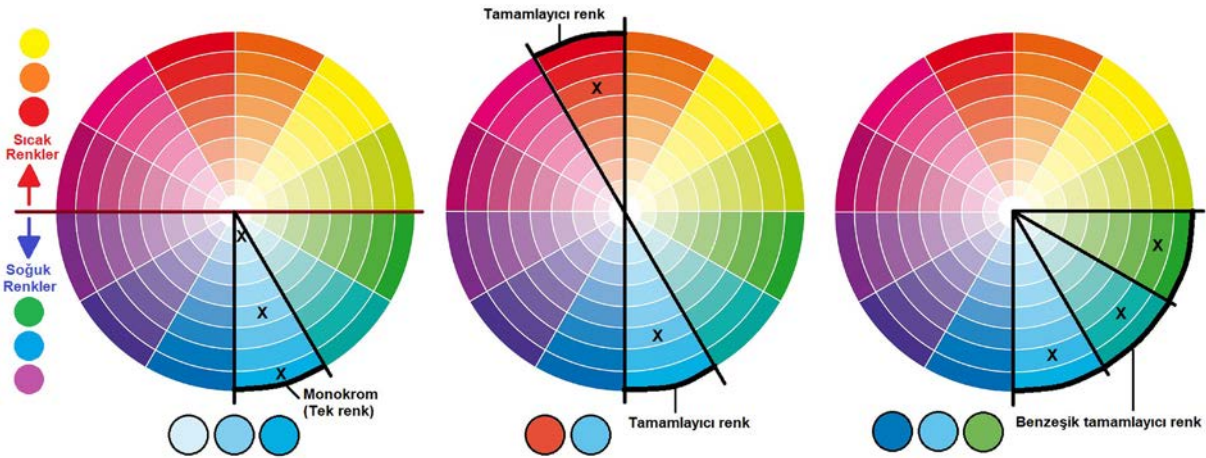 Sıcak
Renkler
Soğuk
Renkler
X
X
X
Monokrom
(Tek renk)
Tamamlayıcı renk
X
X
Tamamlayıcı renk
X
X
X
Benzeşik tamamlayıcı renk